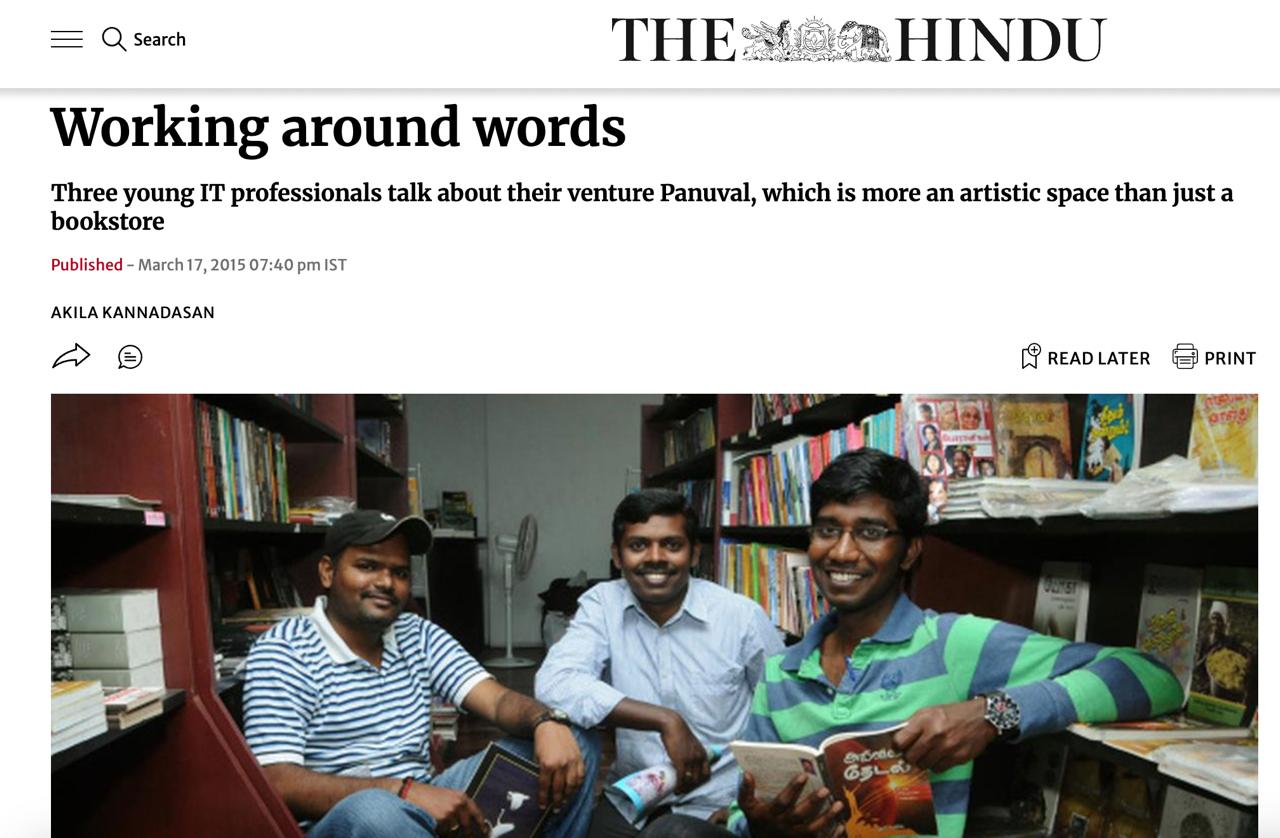 Search
THE HINDU
Working around words
Three young IT professionals talk about their venture Panuval, which is more an artistic space than just a
bookstore
Published - March 17, 2015 07:40 pm IST
AKILA KANNADASAN
READ LATER PRINT
தேடல்